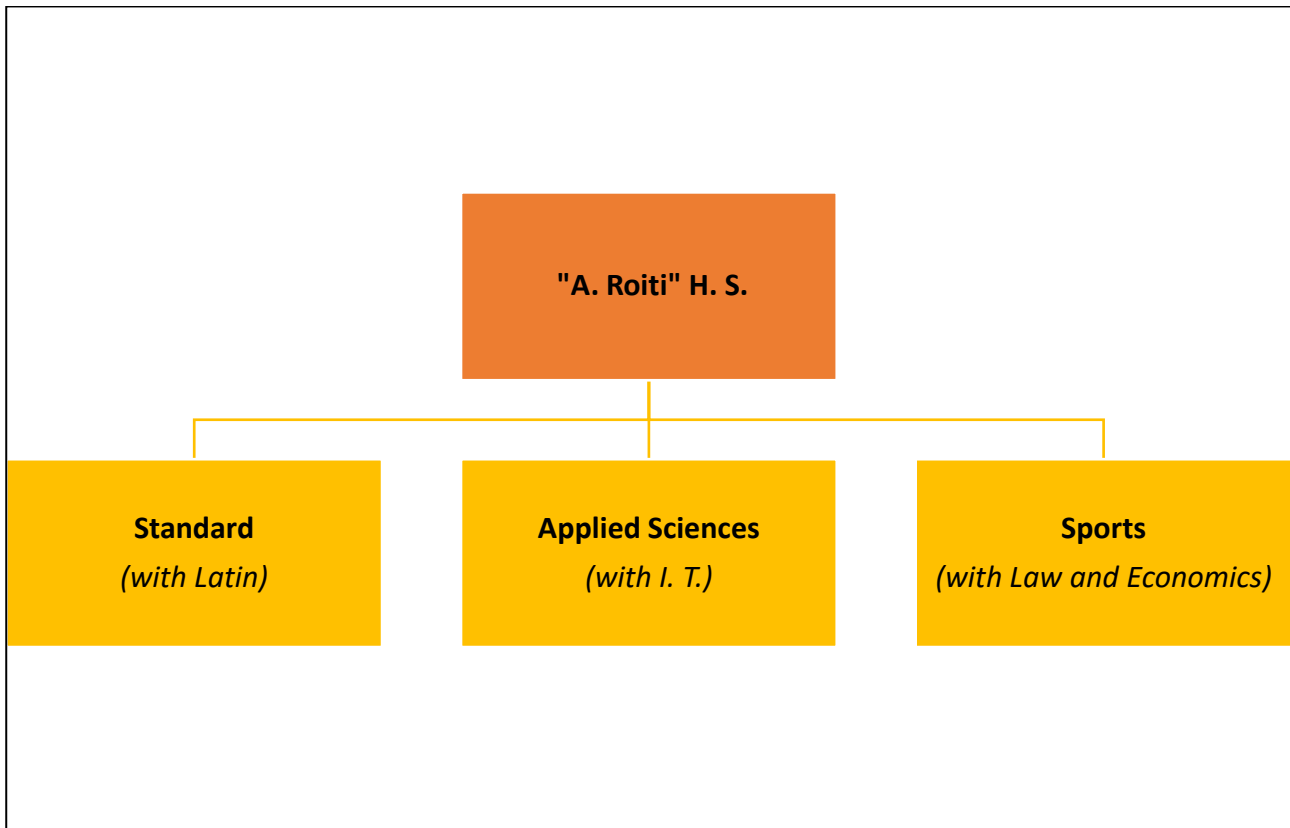 "A. Roiti" H. S.
Standard
(with Latin)
Applied Sciences
(with I. T.)
Sports
(with Law and Economics)